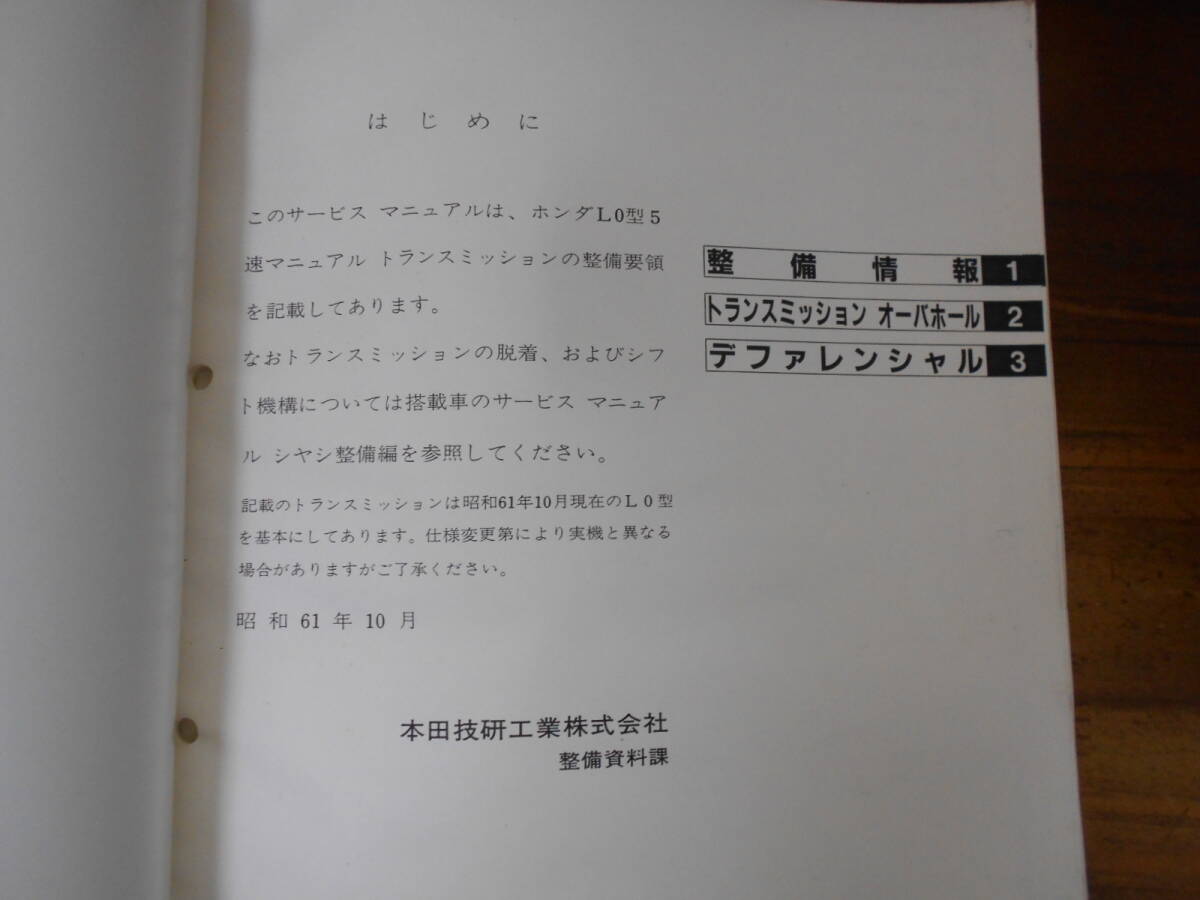 はじめに
このサービス マニュアルは、ホンダL0型5
速マニュアル トランスミッションの整備要領
を記載してあります。
なおトランスミッションの脱着、およびシフ
ト機構については搭載車のサービス マニュア
ル シヤシ整備編を参照してください。
記載のトランスミッションは昭和61年10月現在のL0型
を基本にしてあります。仕様変更第により実機と異なる
場合がありますがご了承ください。
昭和61年10月
本田技研工業株式会社
整備資料課
整備情報 1
トランスミッション オーバホール 2
デファレンシャル 3